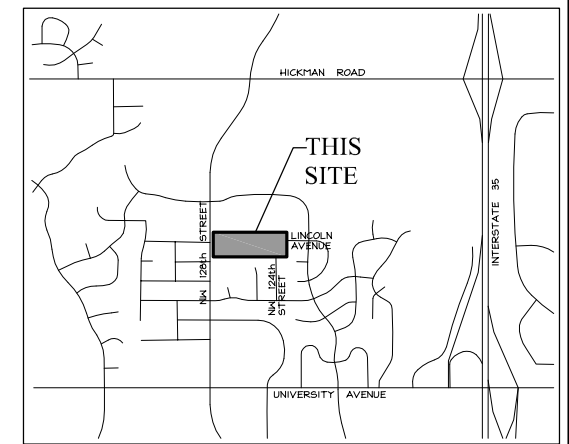 HICKMAN ROAD
THIS
SITE
INTERSTATE 35
NW 128th STREET
LINCOLN
AVENUE
NW 124th
STREET
UNIVERSITY AVENUE